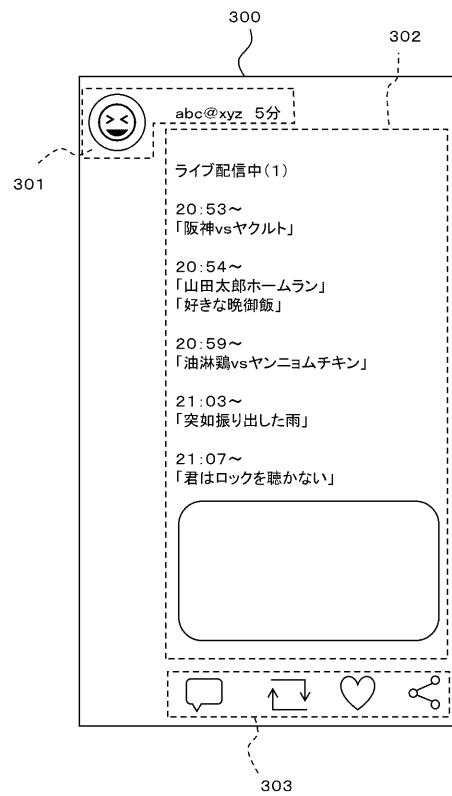 300
302
abc@xyz 5分
301
ライブ配信中(1)
20:53~
「阪神vsヤクルト」
20:54~
「山田太郎ホームラン」
「好きな晩御飯」
20:59~
「油淋鶏vsヤンニョムチキン」
21:03~
「突如振り出した雨」
21:07~
「君はロックを聴かない」
303